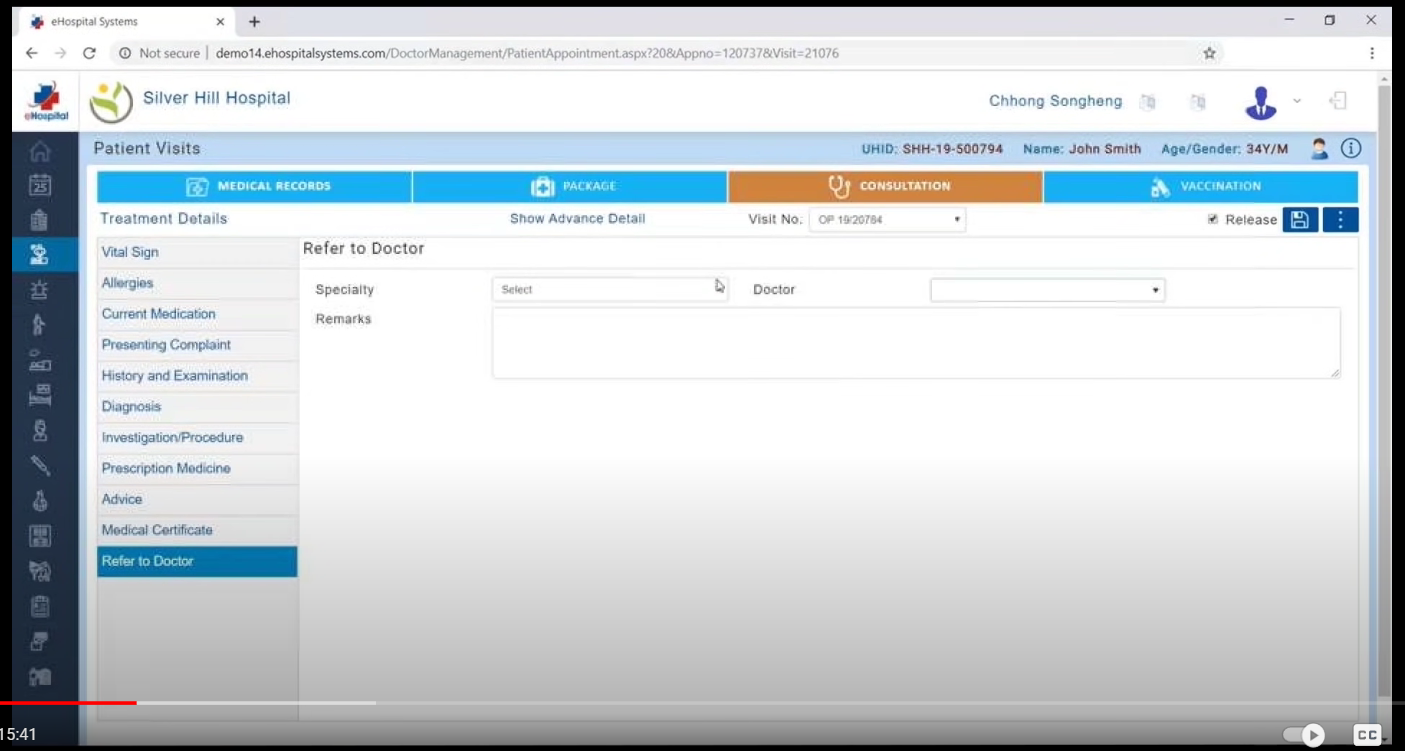 eHospital Systems
Not secure | demo14.ehospitalsystems.com/DoctorManagement/PatientAppointment.aspx?20&Appno=120737&Visit=21076
eHospital
Silver Hill Hospital
Chhong Songheng
Patient Visits
UHID: SHH-19-500794 Name: John Smith Age/Gender: 34Y/M
MEDICAL RECORDS
PACKAGE
CONSULTATION
VACCINATION
25
Treatment Details
Show Advance Detail
Visit No. OP 19/20784
Release
Vital Sign
Refer to Doctor
Allergies
Specialty Select Doctor
Current Medication
Remarks
Presenting Complaint
History and Examination
Diagnosis
Investigation/Procedure
Prescription Medicine
Advice
Medical Certificate
Refer to Doctor
15:41
CC